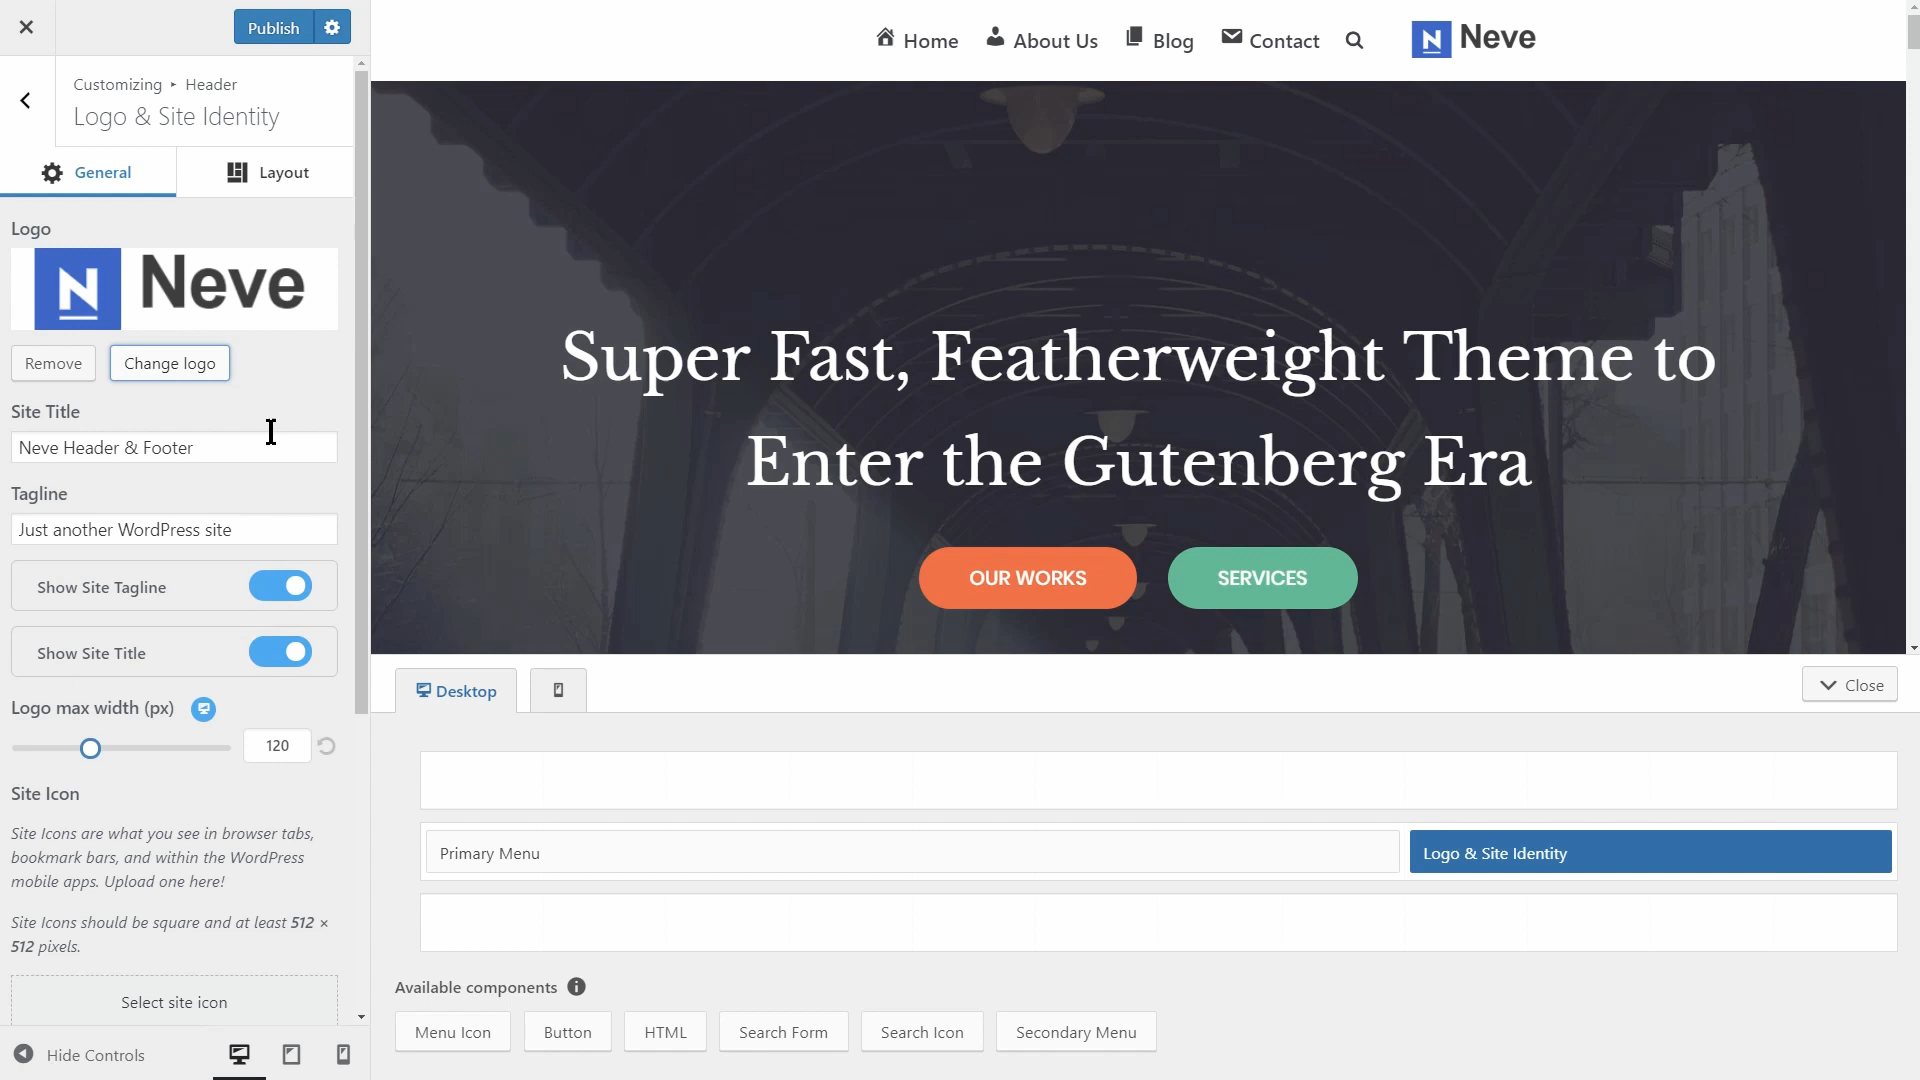 Publish
Customizing ▸ Header
Logo & Site Identity
General
Layout
Logo
N Neve
Remove
Change logo
Site Title
Neve Header & Footer
Tagline
Just another WordPress site
Show Site Tagline
Show Site Title
Logo max width (px)
120
Site Icon
Site Icons are what you see in browser tabs,
bookmark bars, and within the WordPress
mobile apps. Upload one here!
Site Icons should be square and at least 512 ×
512 pixels.
Select site icon
Hide Controls
Home
About Us
Blog
Contact
N Neve
Super Fast, Featherweight Theme to
Enter the Gutenberg Era
OUR WORKS
SERVICES
Desktop
Close
Primary Menu
Logo & Site Identity
Available components
Menu Icon
Button
HTML
Search Form
Search Icon
Secondary Menu